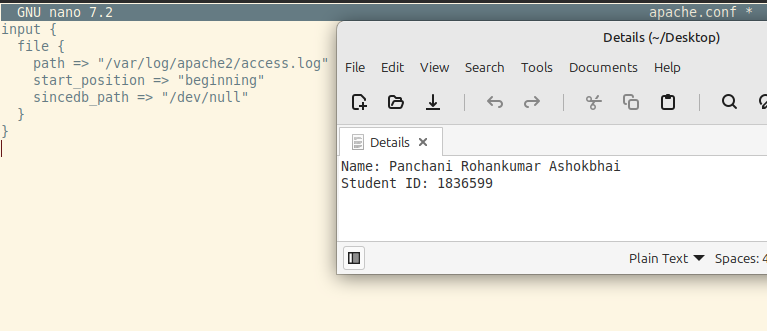 GNU nano 7.2 apache.conf *
input {
  file {
    path => "/var/log/apache2/access.log"
    start_position => "beginning"
    sincedb_path => "/dev/null"
  }
}
Details (~/Desktop)
File Edit View Search Tools Documents Help
Details
Name: Panchani Rohankumar Ashokbhai
Student ID: 1836599
Plain Text Spaces: 4